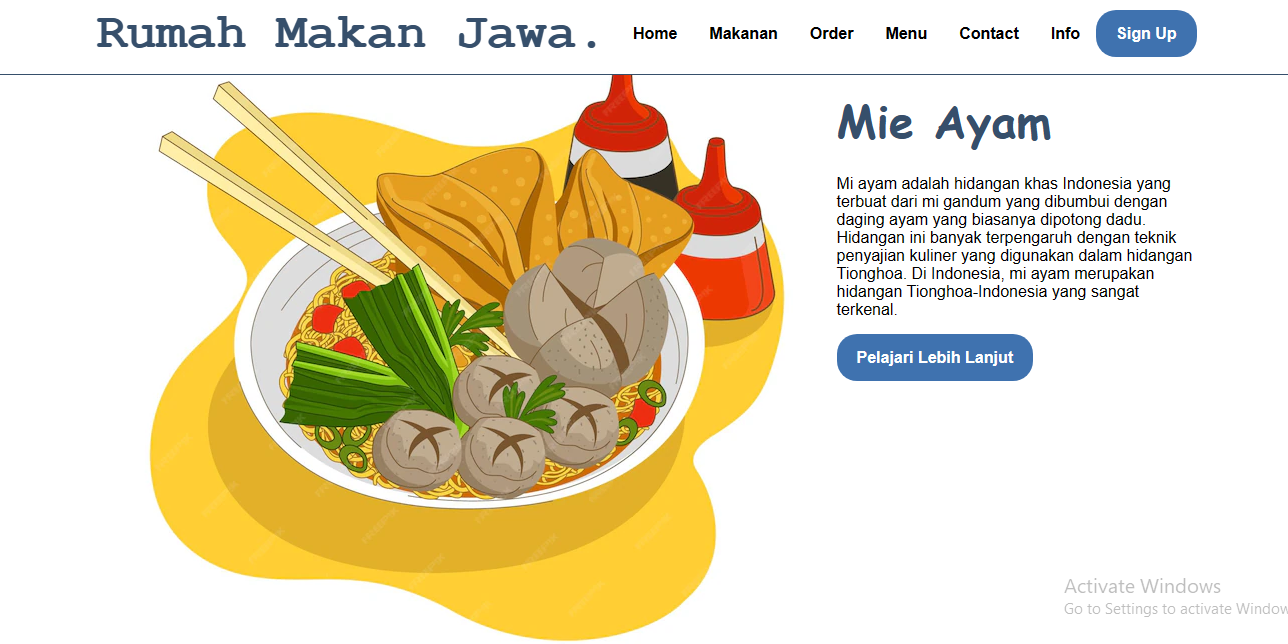 Rumah Makan Jawa.
Home Makanan Order Menu Contact Info Sign Up
Mie Ayam
Mi ayam adalah hidangan khas Indonesia yang
terbuat dari mi gandum yang dibumbui dengan
daging ayam yang biasanya dipotong dadu.
Hidangan ini banyak terpengaruh dengan teknik
penyajian kuliner yang digunakan dalam hidangan
Tionghoa. Di Indonesia, mi ayam merupakan
hidangan Tionghoa-Indonesia yang sangat
terkenal.
Pelajari Lebih Lanjut
Activate Windows
Go to Settings to activate Window